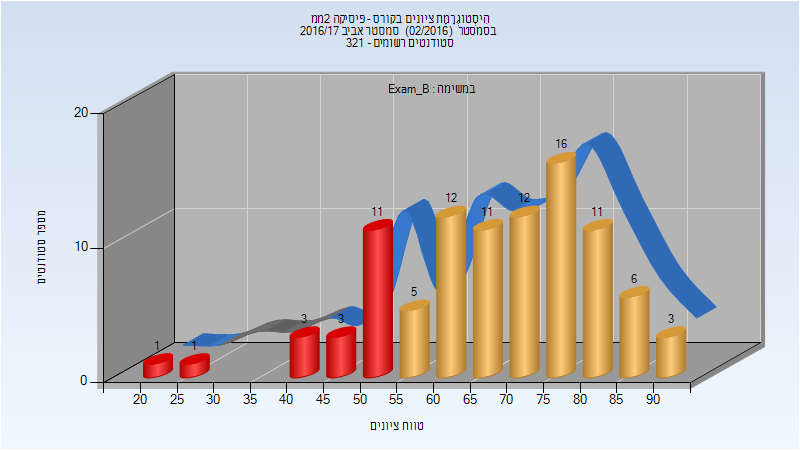 היסטוגרמת ציונים בקורס - פיסיקה 2ממ
בסמסטר (02/2016) סמסטר אביב 2016/17
סטודנטים רשומים - 321
במשימה : Exam_B
מספר סטודנטים
20
10
0
1
1
3
3
11
5
12
11
12
16
11
6
3
20 25 30 35 40 45 50 55 60 65 70 75 80 85 90
טווח ציונים